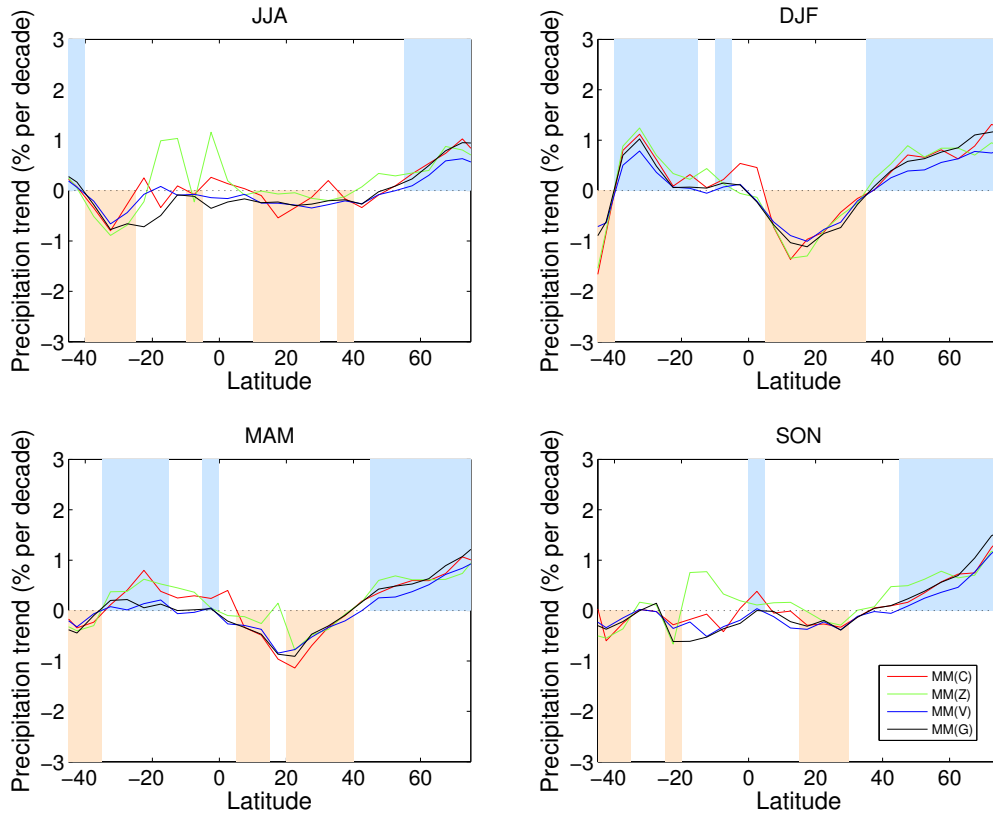 JJA
3
2
1
0
−1
−2
−3
−40 −20 0 20 40 60
Latitude
Precipitation trend (% per decade)
DJF
3
2
1
0
−1
−2
−3
−40 −20 0 20 40 60
Latitude
Precipitation trend (% per decade)
MAM
3
2
1
0
−1
−2
−3
−40 −20 0 20 40 60
Latitude
Precipitation trend (% per decade)
SON
3
2
1
0
−1
−2
−3
−40 −20 0 20 40 60
Latitude
Precipitation trend (% per decade)
MM(C)
MM(Z)
MM(V)
MM(G)